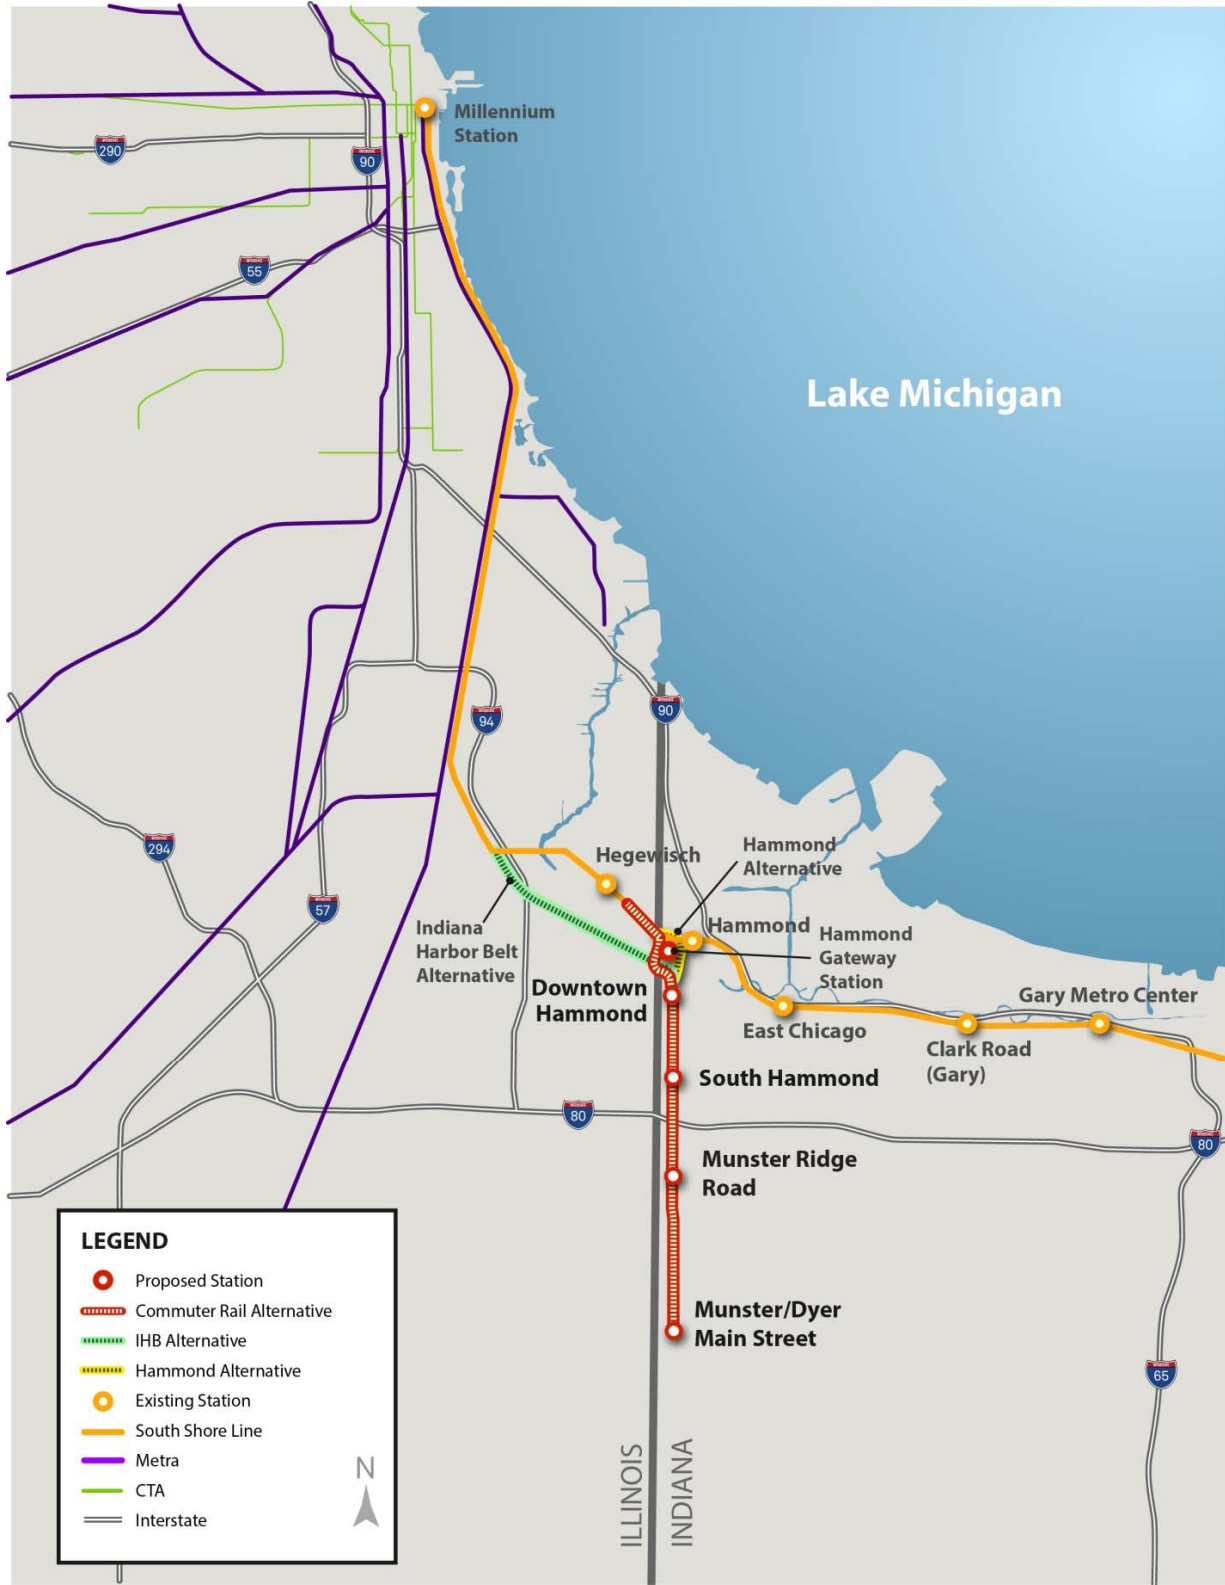 Millennium
Station
290
90
55
Lake Michigan
94
90
294
57
Hegewisch
Hammond
Alternative
Indiana
Harbor Belt
Alternative
Hammond
Hammond
Gateway
Station
Downtown
Hammond
East Chicago
Gary Metro Center
Clark Road
(Gary)
South Hammond
80
80
Munster Ridge
Road
Munster/Dyer
Main Street
65
ILLINOIS
INDIANA
LEGEND
Proposed Station
Commuter Rail Alternative
IHB Alternative
Hammond Alternative
Existing Station
South Shore Line
Metra
CTA
Interstate
N